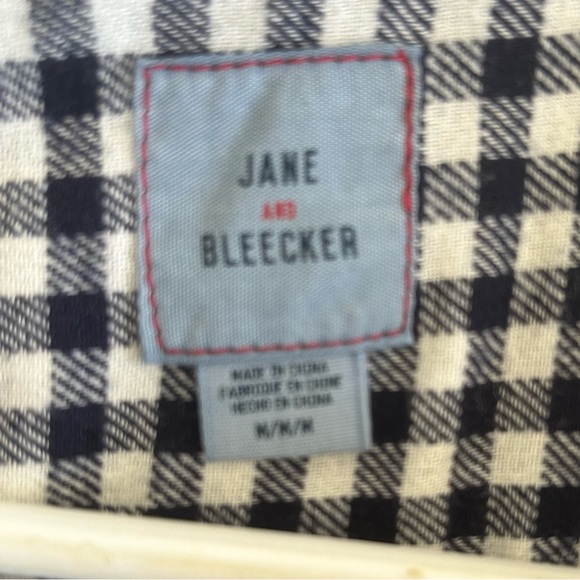 JANE
AND
BLEECKER
MADE IN CHINA
FABRIQUE EN CHINE
HECHO EN CHINA
M/M/M